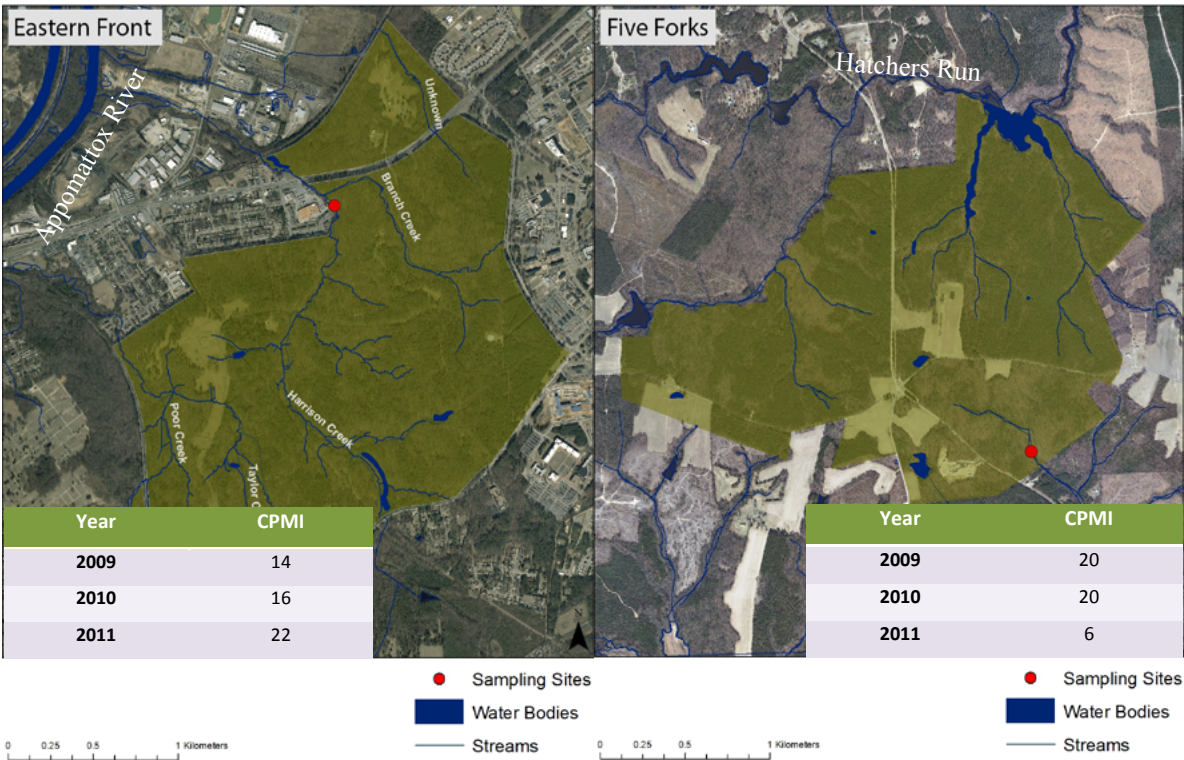 Eastern Front
Appomattox River
Unknown
Branch Creek
Harrison Creek
Poor Creek
Taylor C
Year CPMI
2009 14
2010 16
2011 22
Sampling Sites
Water Bodies
Streams
0 0.25 0.5 1 Kilometers
Five Forks
Hatchers Run
Year CPMI
2009 20
2010 20
2011 6
Sampling Sites
Water Bodies
Streams
0 0.25 0.5 1 Kilometers